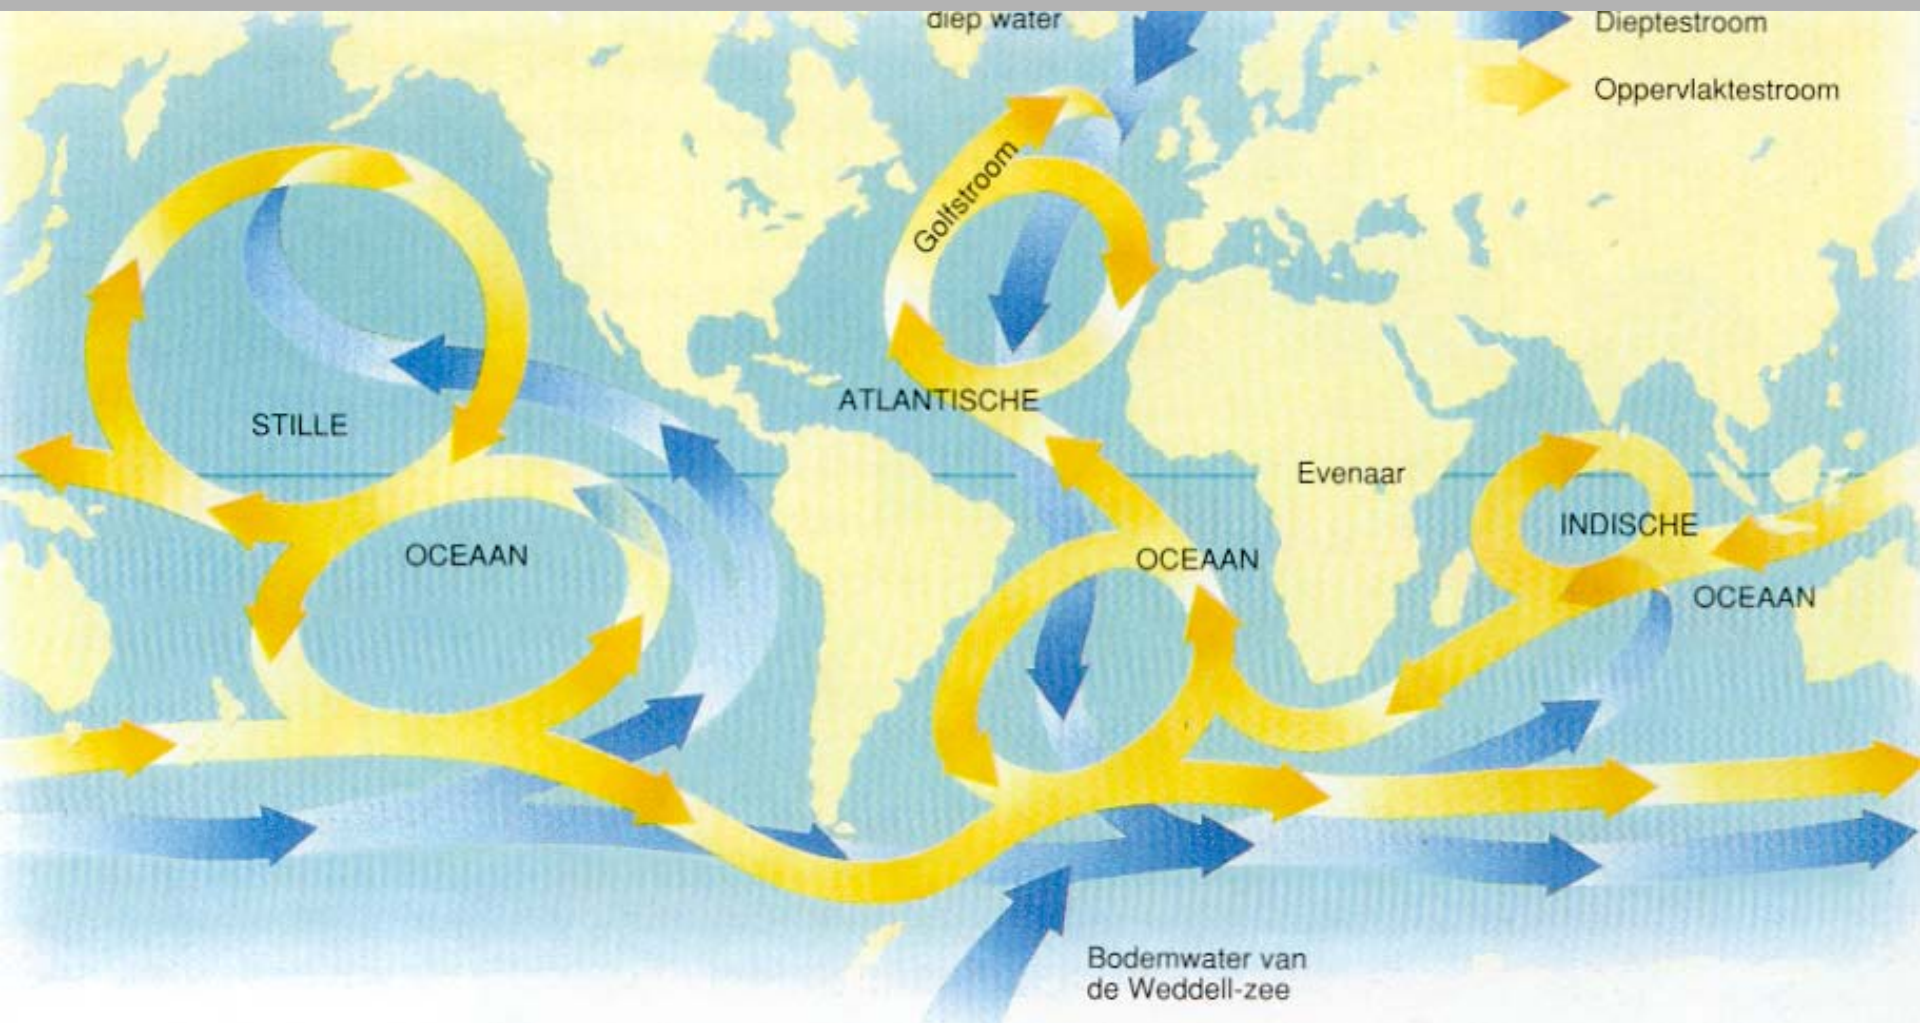 diep water
Dieptestroom
Oppervlaktestroom
Golfstroom
STILLE
ATLANTISCHE
Evenaar
INDISCHE
OCEAAN
OCEAAN
OCEAAN
Bodemwater van
de Weddell-zee